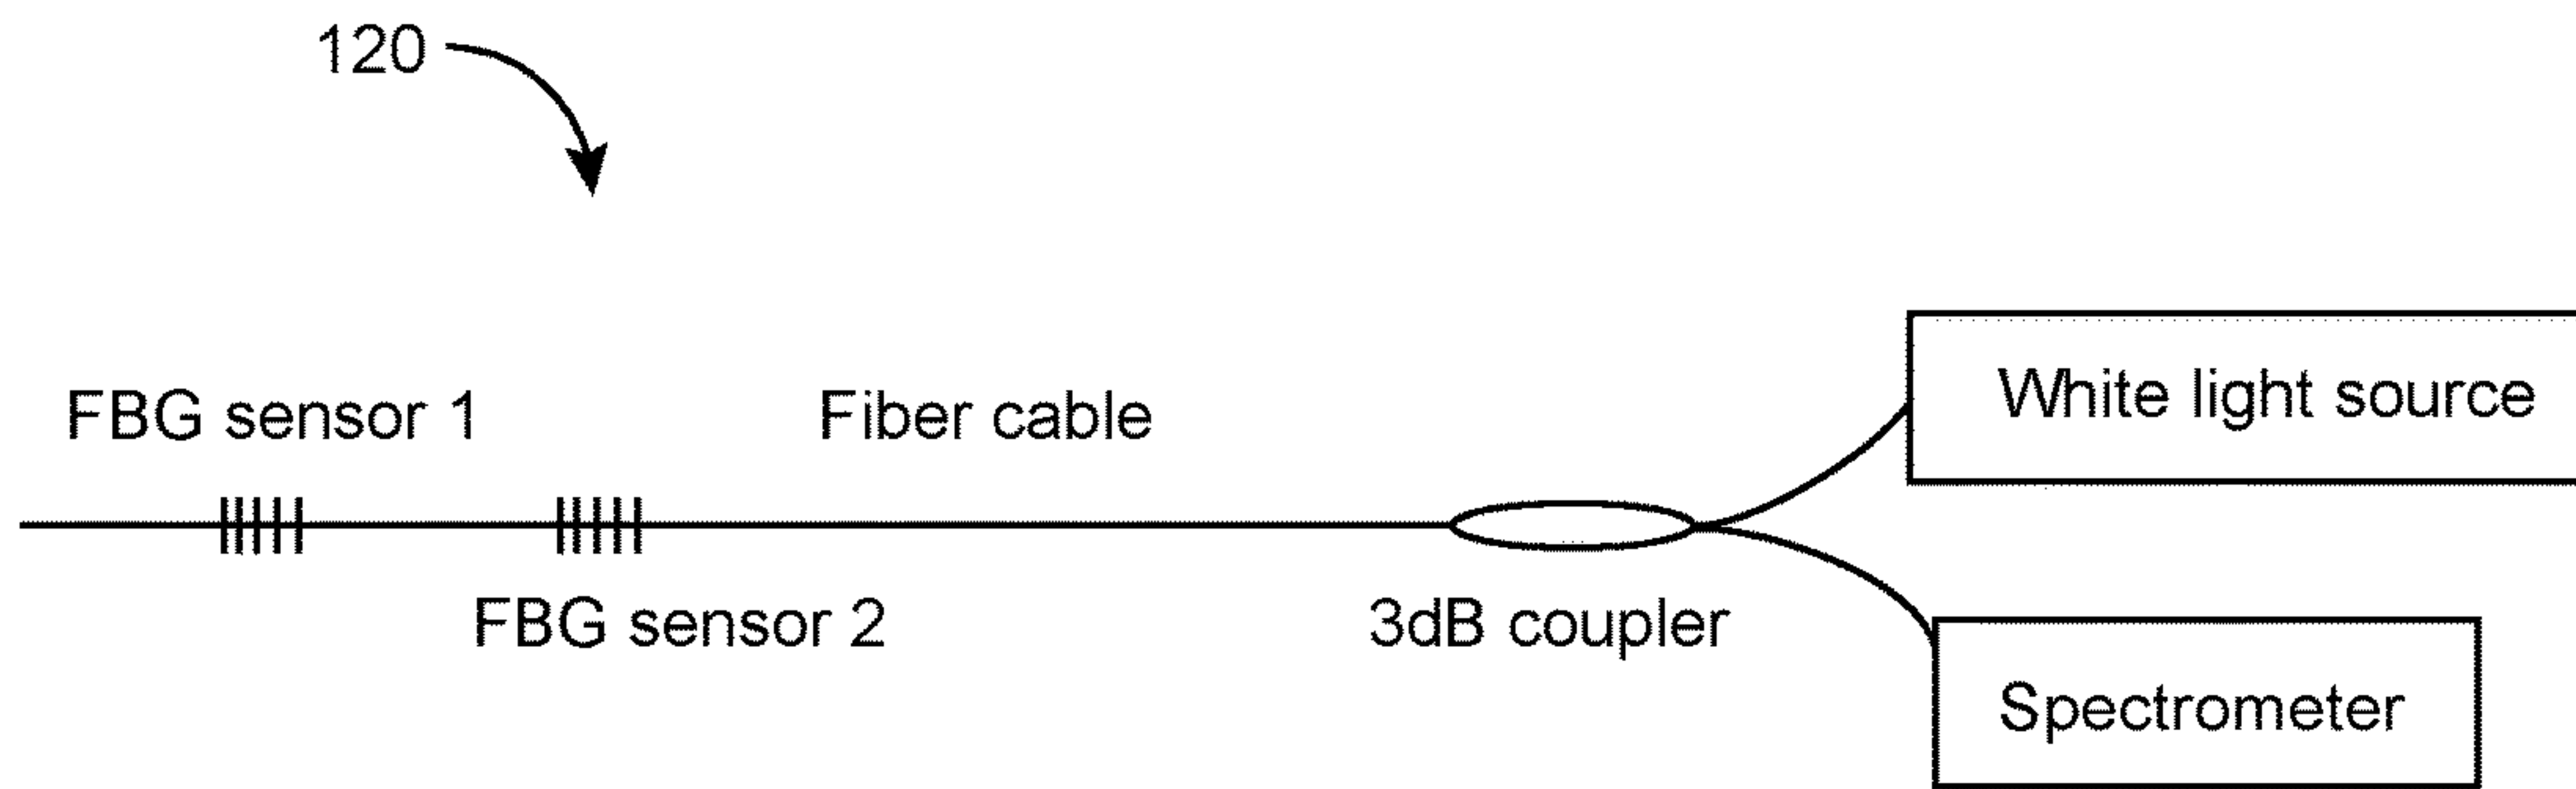 120
White light source
FBG sensor 1
Fiber cable
FBG sensor 2
3dB coupler
Spectrometer